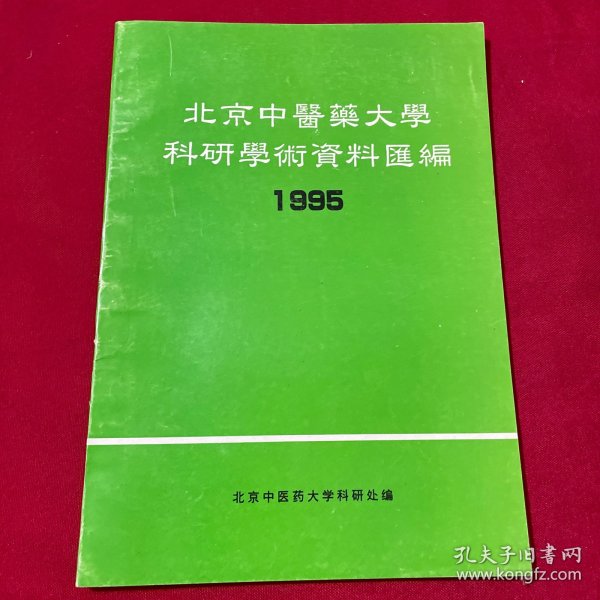 北京中醫藥大學
科研學術資料匯編
1995
北京中医药大学科研处编
孔夫子旧書网
www.kongfz.com